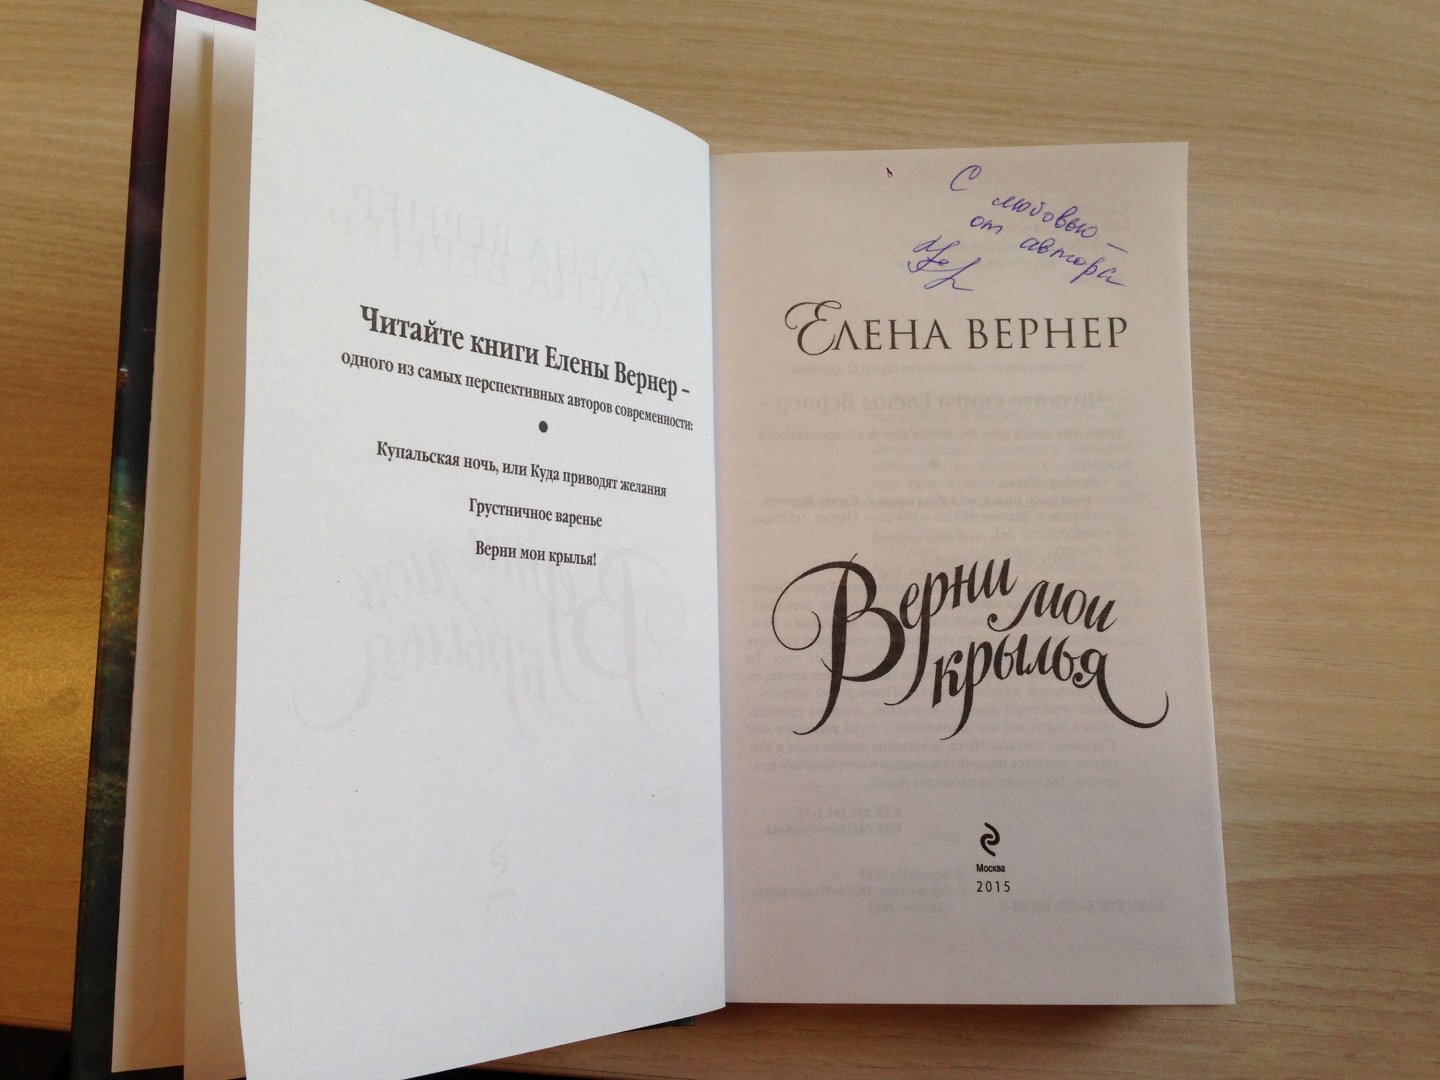 Читайте книги Елены Вернер –
одного из самых перспективных авторов современности:
Купальская ночь, или Куда приводят желания
Грустничное варенье
Верни мои крылья!
С любовью –
от автора
ЕЛЕНА ВЕРНЕР
Верни мои
крылья
Москва
2015